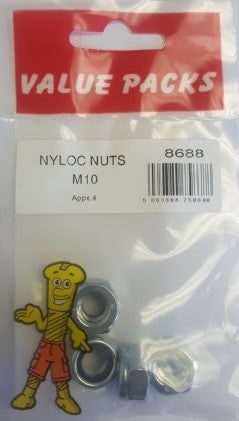 VALUE PACKS
NYLOC NUTS
M10
Appx.4
8688
5 060384 758688